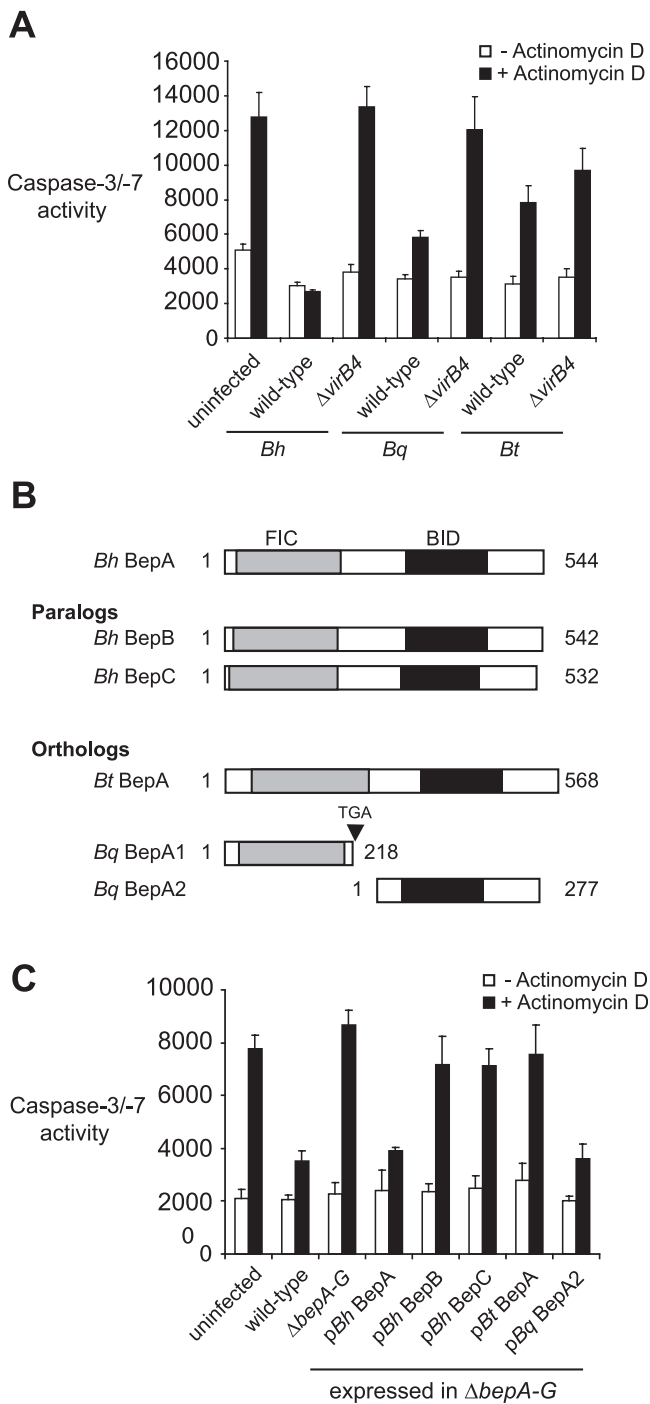 A
- Actinomycin D
+ Actinomycin D
16000
14000
12000
10000
8000
6000
4000
2000
0
Caspase-3/-7
activity
uninfected
wild-type
ΔvirB4
wild-type
ΔvirB4
wild-type
ΔvirB4
Bh
Bq
Bt
B
FIC
BID
Bh BepA 1 544
Paralogs
Bh BepB 1 542
Bh BepC 1 532
Orthologs
Bt BepA 1 568
TGA
Bq BepA1 1 218
Bq BepA2 1 277
C
- Actinomycin D
+ Actinomycin D
10000
8000
6000
4000
2000
0
0
Caspase-3/-7
activity
uninfected
wild-type
ΔbepA-G
pBh BepA
pBh BepB
pBh BepC
pBt BepA
pBq BepA2
expressed in ΔbepA-G